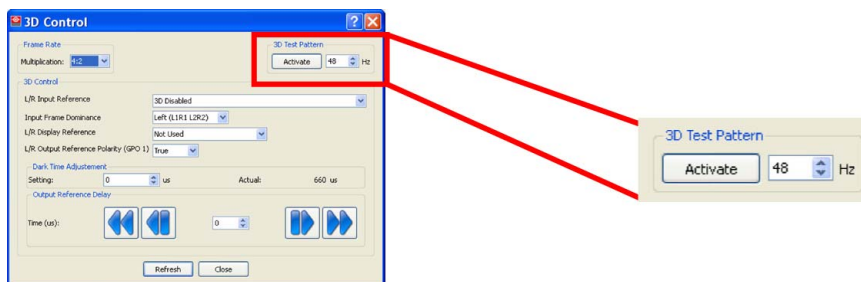 3D Control
Frame Rate
Multiplication: 4:2
3D Test Pattern
Activate 48 Hz
3D Control
L/R Input Reference 3D Disabled
Input Frame Dominance Left (L1R1 L2R2)
L/R Display Reference Not Used
L/R Output Reference Polarity (GPO 1) True
Dark Time Adjustement
Setting: 0 us Actual: 660 us
Output Reference Delay
Time (us): 0
Refresh Close
3D Test Pattern
Activate 48 Hz